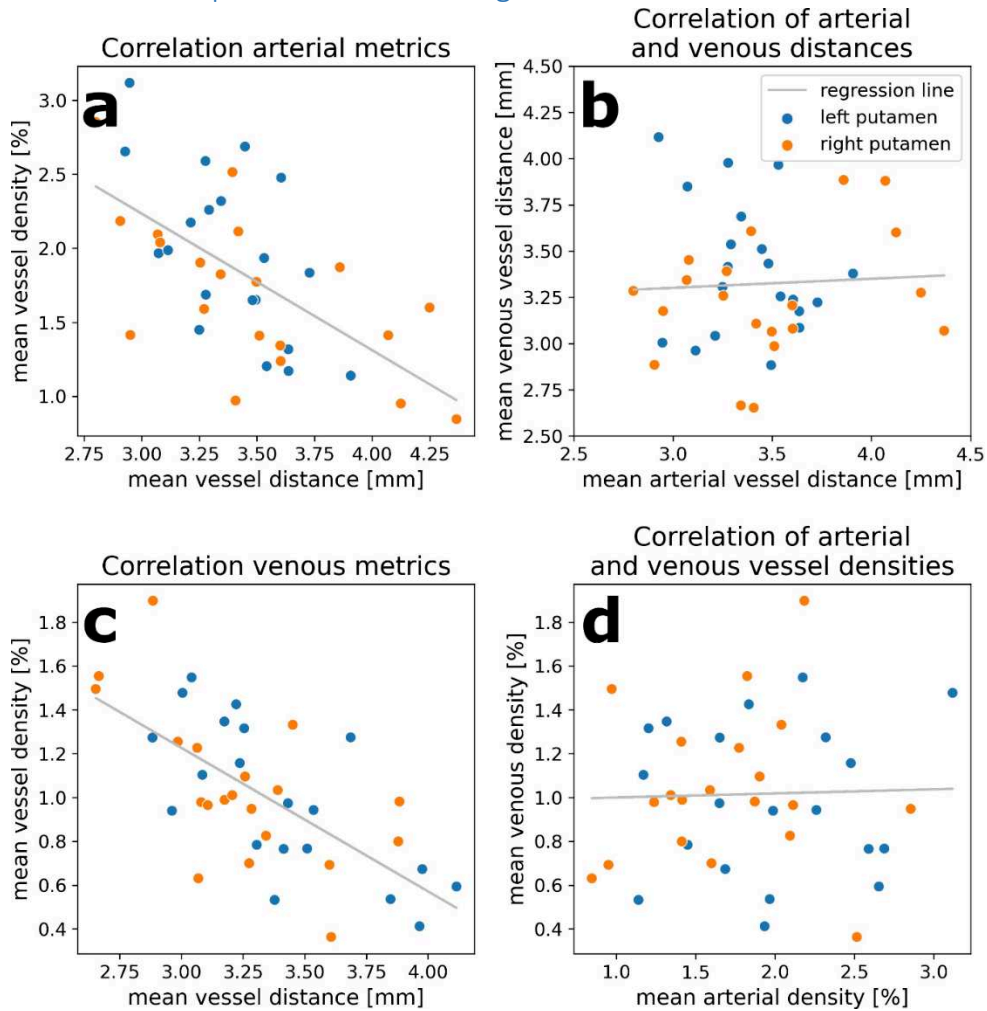 Correlation arterial metrics
a
3.0
2.5
2.0
1.5
1.0
mean vessel density [%]
2.75 3.00 3.25 3.50 3.75 4.00 4.25
mean vessel distance [mm]
Correlation of arterial
and venous distances
b
4.50
4.25
4.00
3.75
3.50
3.25
3.00
2.75
2.50
mean venous vessel distance [mm]
regression line
left putamen
right putamen
2.5 3.0 3.5 4.0 4.5
mean arterial vessel distance [mm]
Correlation venous metrics
c
1.8
1.6
1.4
1.2
1.0
0.8
0.6
0.4
mean vessel density [%]
2.75 3.00 3.25 3.50 3.75 4.00
mean vessel distance [mm]
Correlation of arterial
and venous vessel densities
d
1.8
1.6
1.4
1.2
1.0
0.8
0.6
0.4
mean venous density [%]
1.0 1.5 2.0 2.5 3.0
mean arterial density [%]